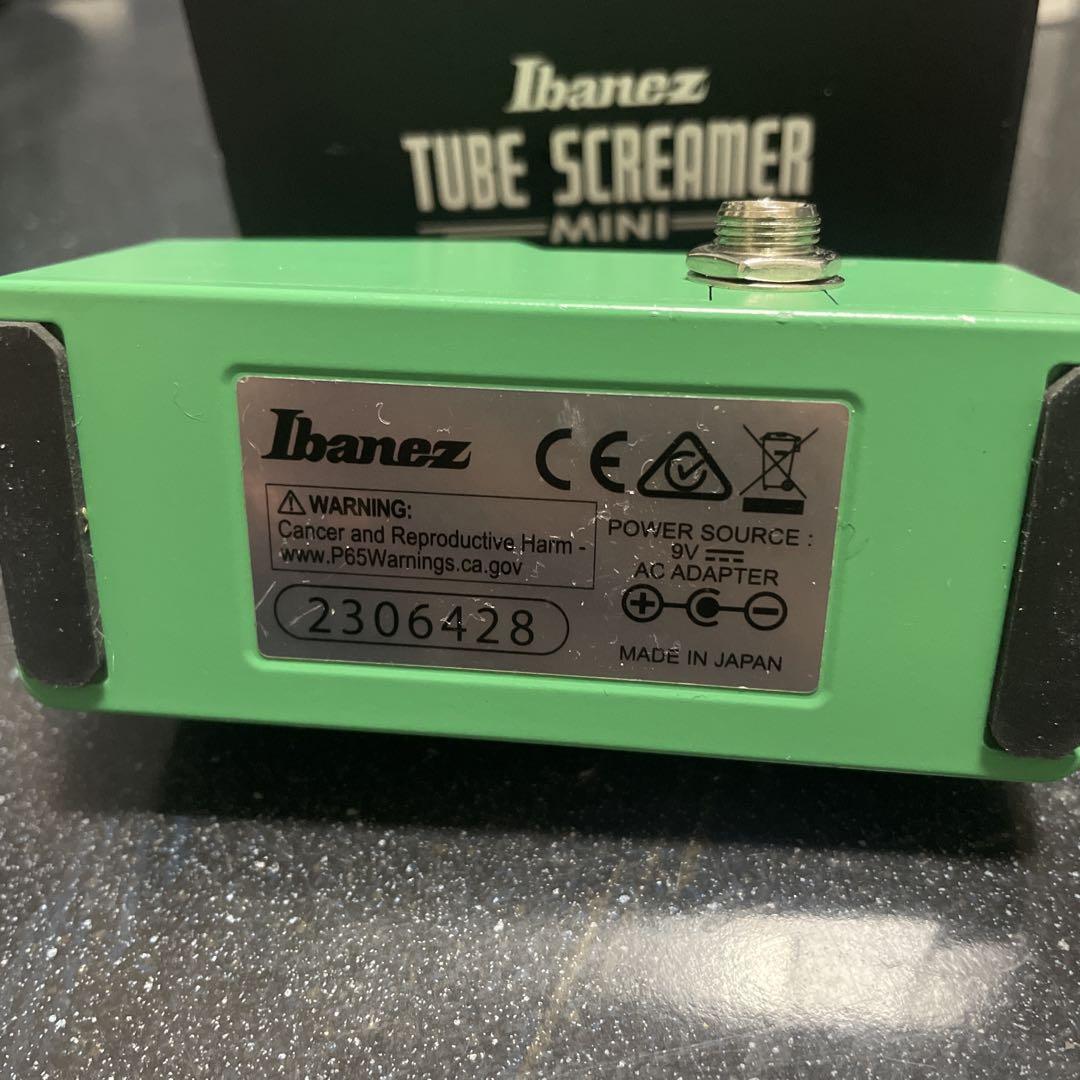 Ibanez
TUBE SCREAMER
MINI
Ibanez
CE
WARNING:
Cancer and Reproductive Harm -
www.P65Warnings.ca.gov
2306428
POWER SOURCE :
9V
AC ADAPTER
MADE IN JAPAN